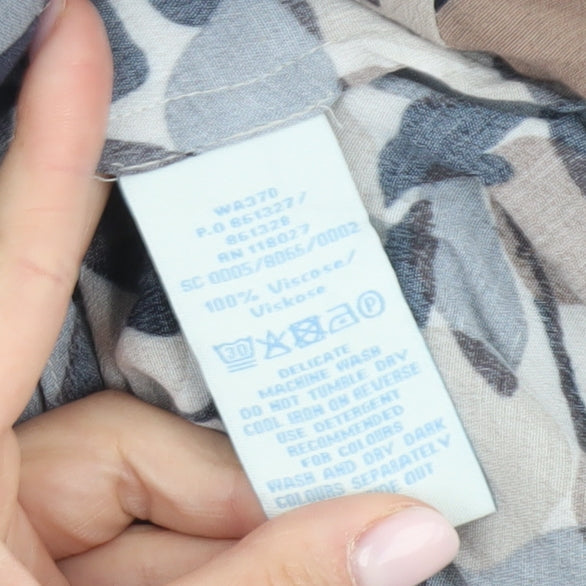 WA370
P.O 861327/
861328
RN 118027
SC 0005/8065/0002
100% Viscose/
Viskose
30 P
DELICATE
MACHINE WASH
DO NOT TUMBLE DRY
COOL IRON ON REVERSE
USE DETERGENT
RECOMMENDED
FOR COLOURS
WASH AND DRY DARK
COLOURS SEPARATELY
OUT